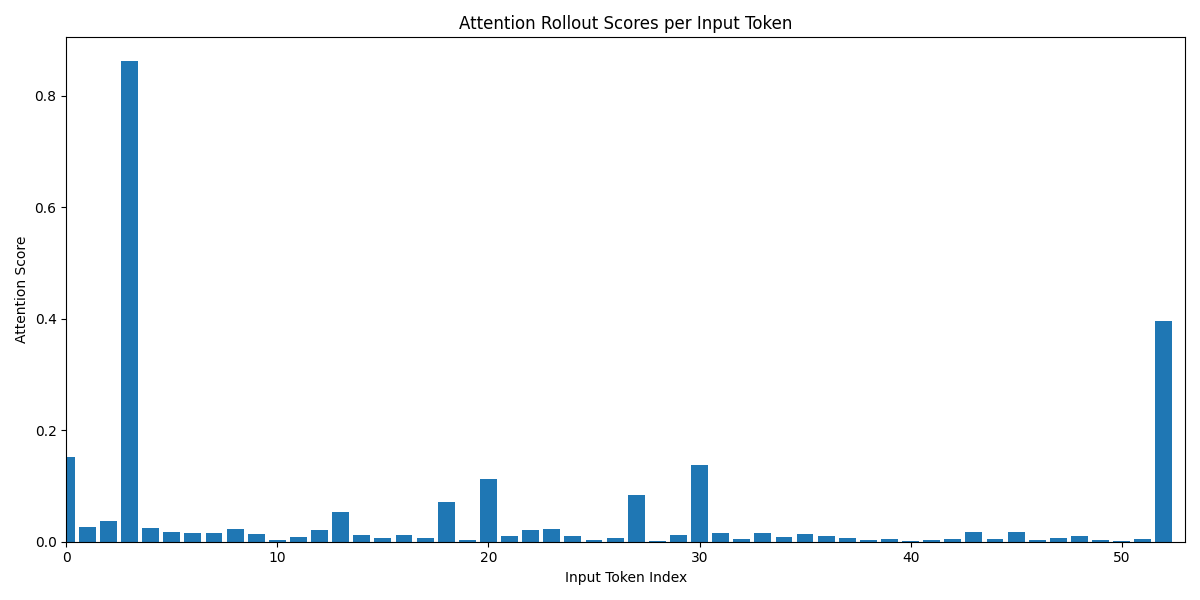 Attention Rollout Scores per Input Token
Attention Score
0.8
0.6
0.4
0.2
0.0
0 10 20 30 40 50
Input Token Index